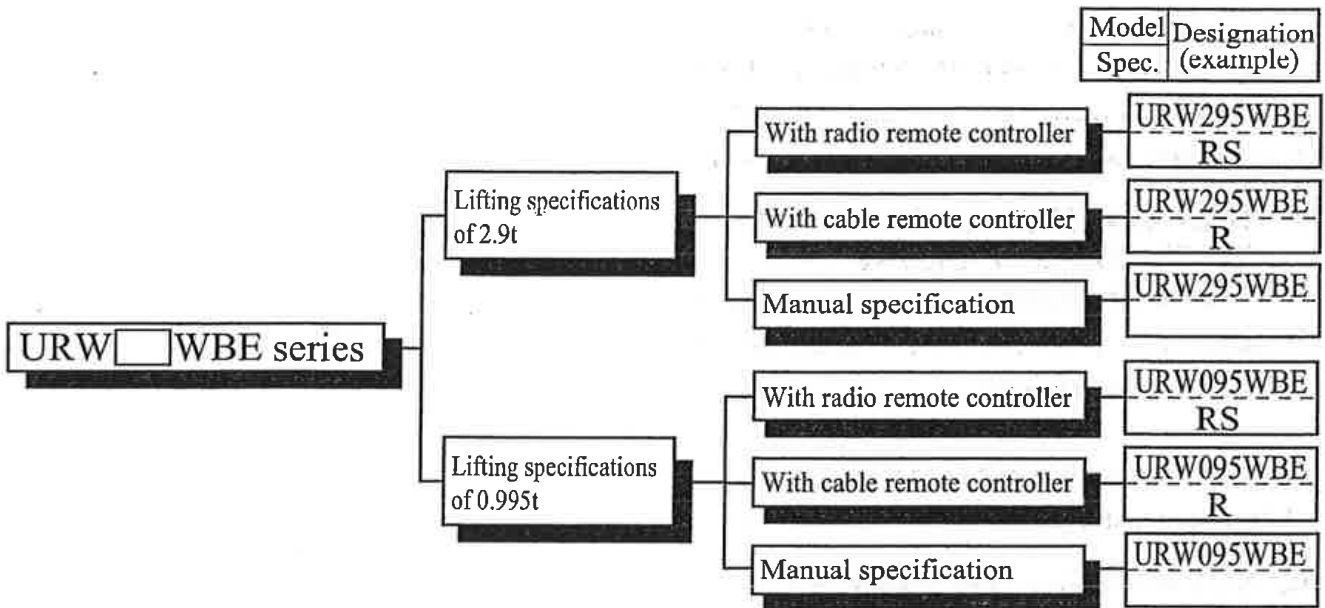 Model
Spec.
Designation
(example)
With radio remote controller
URW295WBE
RS
Lifting specifications
of 2.9t
With cable remote controller
URW295WBE
R
Manual specification
URW295WBE
URW WBE series
With radio remote controller
URW095WBE
RS
Lifting specifications
of 0.995t
With cable remote controller
URW095WBE
R
Manual specification
URW095WBE